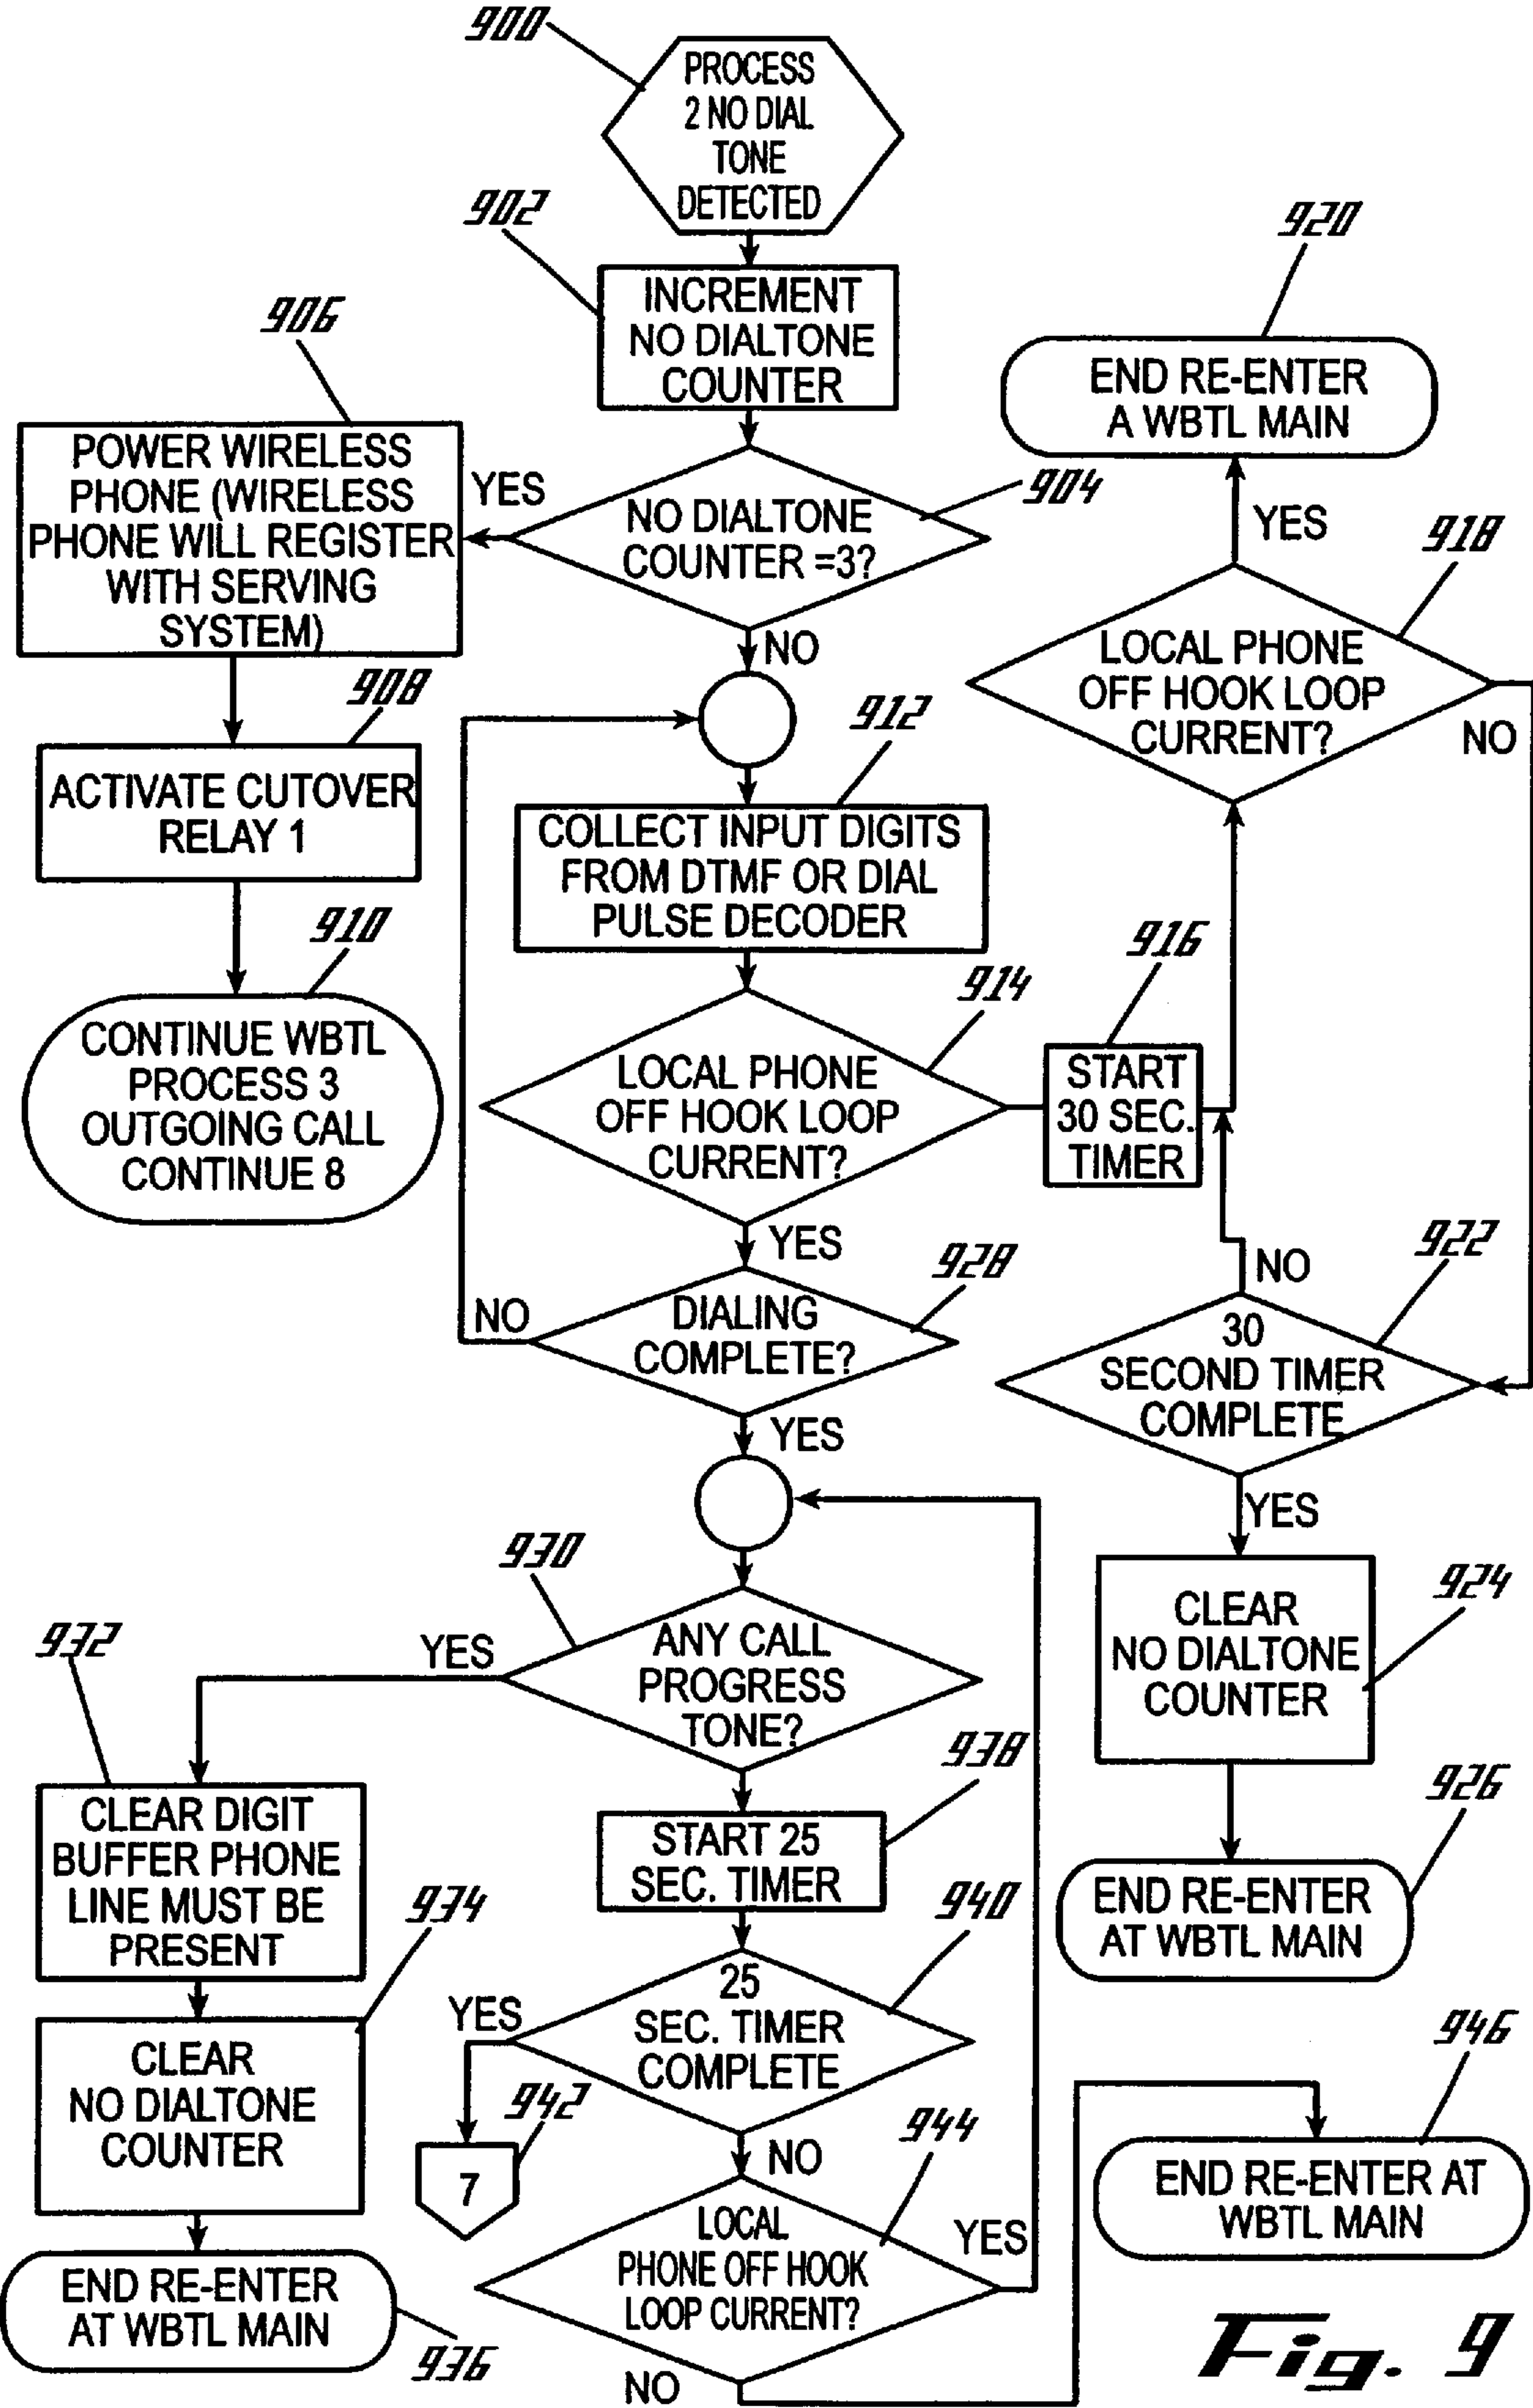 900
PROCESS
2 NO DIAL
TONE
DETECTED
902
INCREMENT
NO DIALTONE
COUNTER
904
NO DIALTONE
COUNTER =3?
YES
NO
906
POWER WIRELESS
PHONE (WIRELESS
PHONE WILL REGISTER
WITH SERVING
SYSTEM)
908
ACTIVATE CUTOVER
RELAY 1
910
CONTINUE WBTL
PROCESS 3
OUTGOING CALL
CONTINUE 8
912
COLLECT INPUT DIGITS
FROM DTMF OR DIAL
PULSE DECODER
914
LOCAL PHONE
OFF HOOK LOOP
CURRENT?
YES
916
START
30 SEC.
TIMER
918
LOCAL PHONE
OFF HOOK LOOP
CURRENT?
YES
NO
920
END RE-ENTER
A WBTL MAIN
922
30
SECOND TIMER
COMPLETE
NO
YES
924
CLEAR
NO DIALTONE
COUNTER
926
END RE-ENTER
AT WBTL MAIN
928
DIALING
COMPLETE?
NO
YES
930
ANY CALL
PROGRESS
TONE?
YES
932
CLEAR DIGIT
BUFFER PHONE
LINE MUST BE
PRESENT
934
CLEAR
NO DIALTONE
COUNTER
936
END RE-ENTER
AT WBTL MAIN
938
START 25
SEC. TIMER
940
25
SEC. TIMER
COMPLETE
YES
NO
942
7
944
LOCAL
PHONE OFF HOOK
LOOP CURRENT?
YES
NO
946
END RE-ENTER AT
WBTL MAIN
Fig. 9